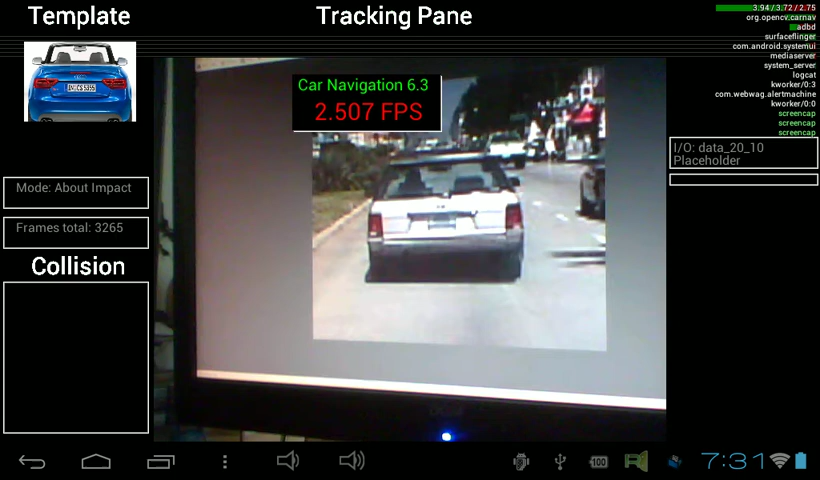 Template
Tracking Pane
3.94 / 3.72 / 2.75
org.opencv.carnav
adbd
surfaceflinger
com.android.systemui
mediaserver
system_server
logcat
kworker/0:3
com.webwag.alertmachine
kworker/0:0
screencap
screencap
screencap
Car Navigation 6.3
2.507 FPS
I/O: data_20_10
Placeholder
Mode: About Impact
Frames total: 3265
Collision
100
7:31